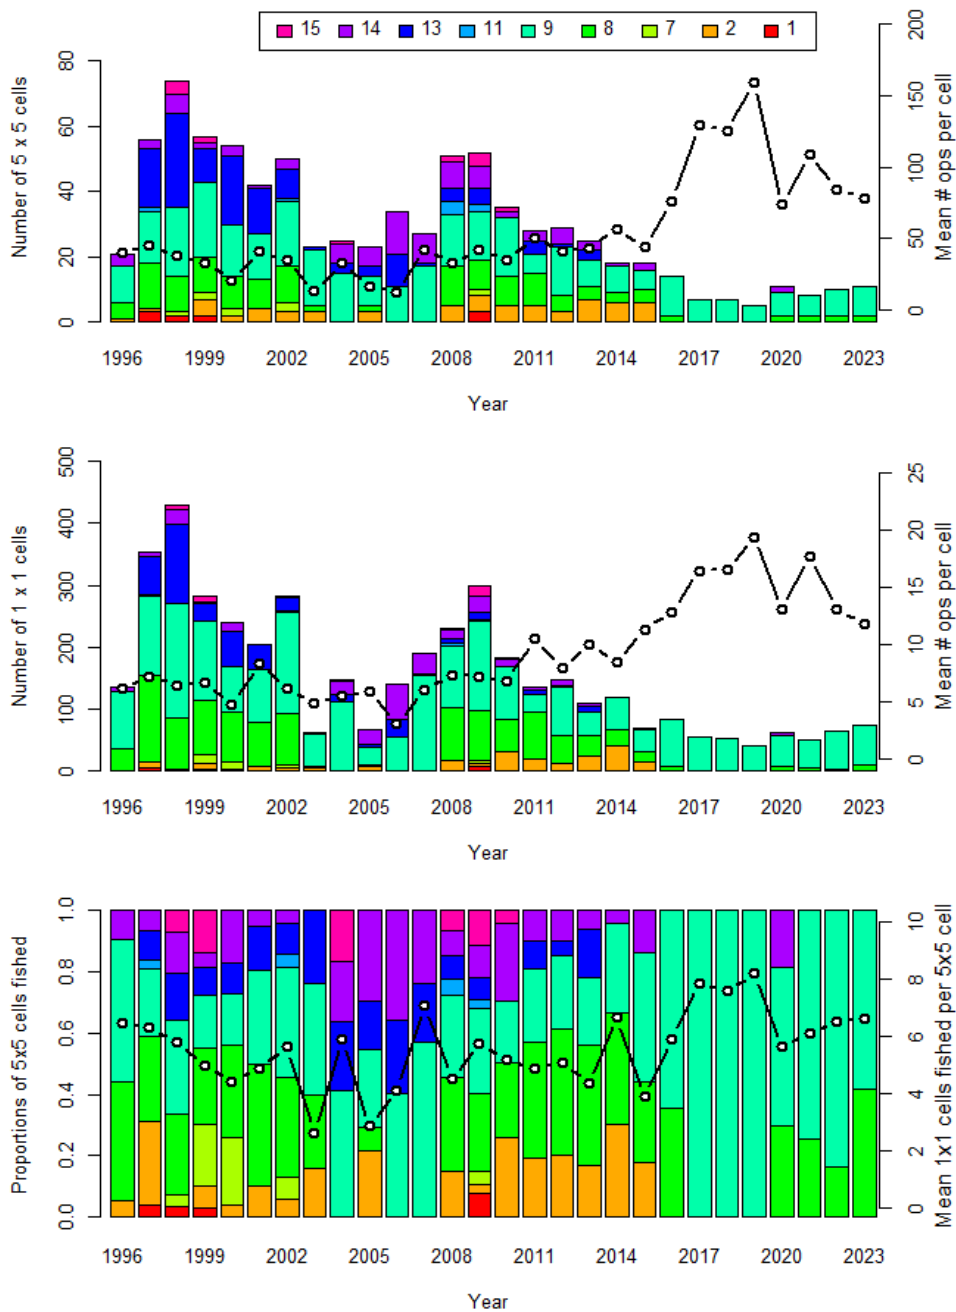 15 14 13 11 9 8 7 2 1
Number of 5 x 5 cells
0 20 40 60 80
Mean # ops per cell
0 50 100 150 200
1996 1999 2002 2005 2008 2011 2014 2017 2020 2023
Year
Number of 1 x 1 cells
0 100 200 300 400 500
Mean # ops per cell
0 5 10 15 20 25
1996 1999 2002 2005 2008 2011 2014 2017 2020 2023
Year
Proportions of 5x5 cells fished
0.0 0.2 0.4 0.6 0.8 1.0
Mean 1x1 cells fished per 5x5 cell
0 2 4 6 8 10
1996 1999 2002 2005 2008 2011 2014 2017 2020 2023
Year